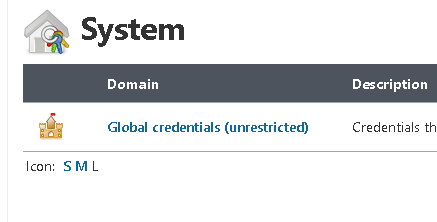 System
Domain Description
Global credentials (unrestricted) Credentials th
Icon: S M L